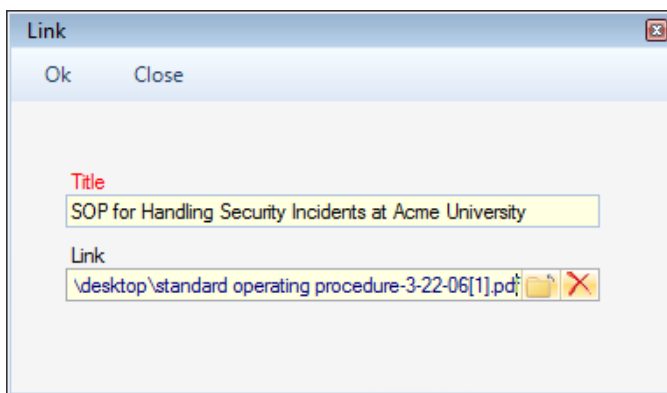 Link
Ok Close
Title
SOP for Handling Security Incidents at Acme University
Link
\desktop\standard operating procedure-3-22-06[1].pd